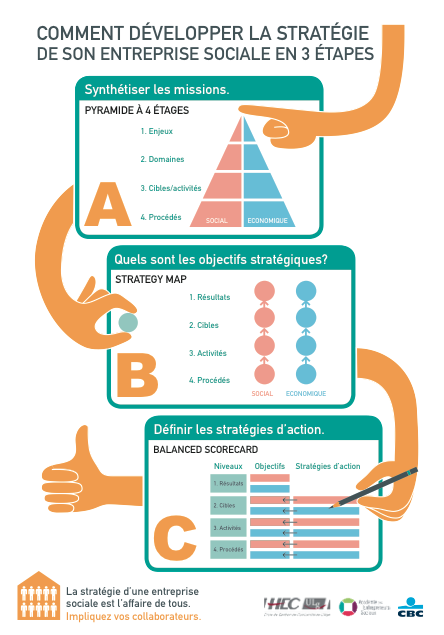 COMMENT DÉVELOPPER LA STRATÉGIE
DE SON ENTREPRISE SOCIALE EN 3 ÉTAPES
Synthétiser les missions.
PYRAMIDE À 4 ÉTAGES
1. Enjeux
2. Domaines
3. Cibles/activités
4. Procédés
SOCIAL
ECONOMIQUE
A
Quels sont les objectifs stratégiques?
STRATEGY MAP
1. Résultats
2. Cibles
3. Activités
4. Procédés
SOCIAL
ECONOMIQUE
B
Définir les stratégies d'action.
BALANCED SCORECARD
Niveaux
Objectifs
Stratégies d'action
1. Résultats
2. Cibles
3. Activités
4. Procédés
C
La stratégie d'une entreprise
sociale est l'affaire de tous.
Impliquez vos collaborateurs.
HEC
CBC